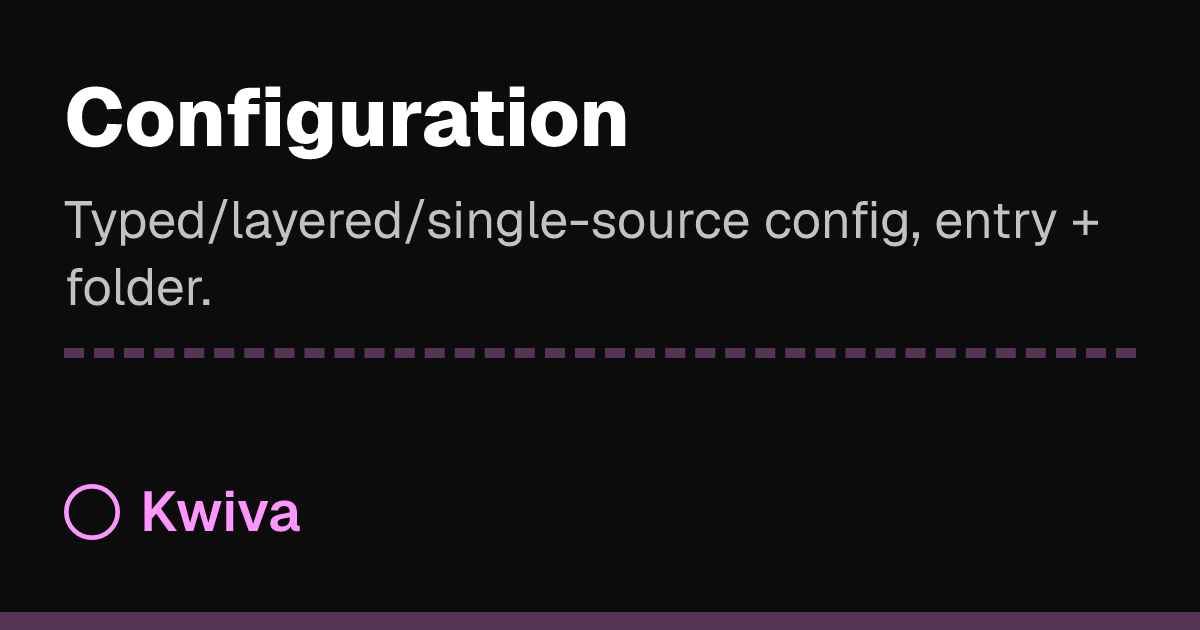 Configuration
Typed/layered/single-source config, entry +
folder.
Kwiva